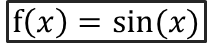 f(x) = sin(x)